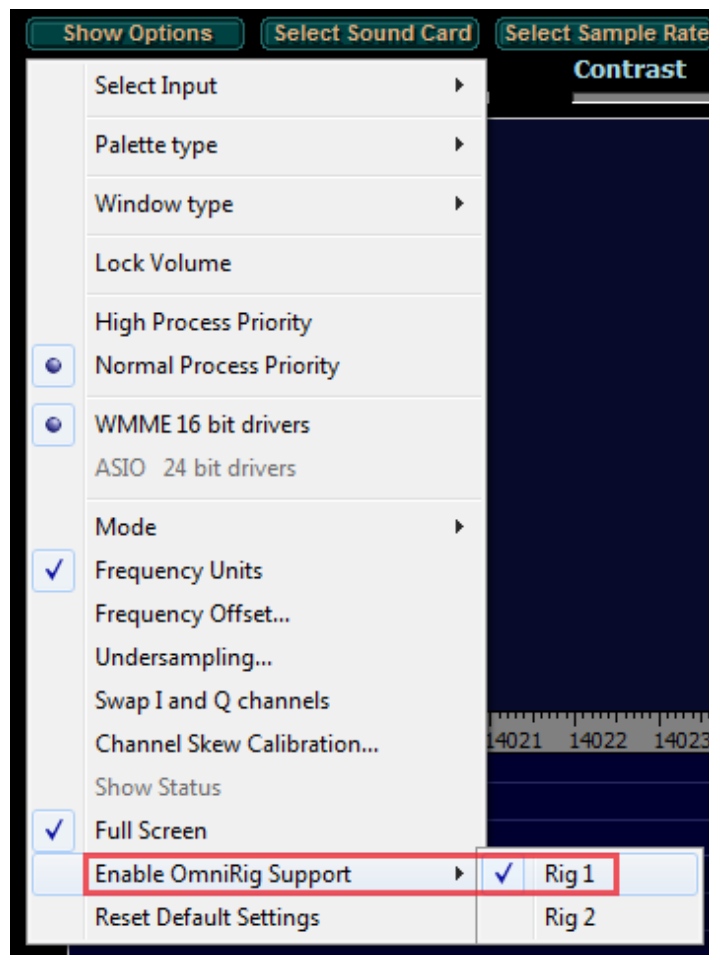 Show Options Select Sound Card Select Sample Rate
Contrast
Select Input
Palette type
Window type
Lock Volume
High Process Priority
Normal Process Priority
WMME 16 bit drivers
ASIO 24 bit drivers
Mode
Frequency Units
Frequency Offset...
Undersampling...
Swap I and Q channels
Channel Skew Calibration...
14021 14022 14023
Show Status
Full Screen
Enable OmniRig Support Rig 1
Reset Default Settings Rig 2